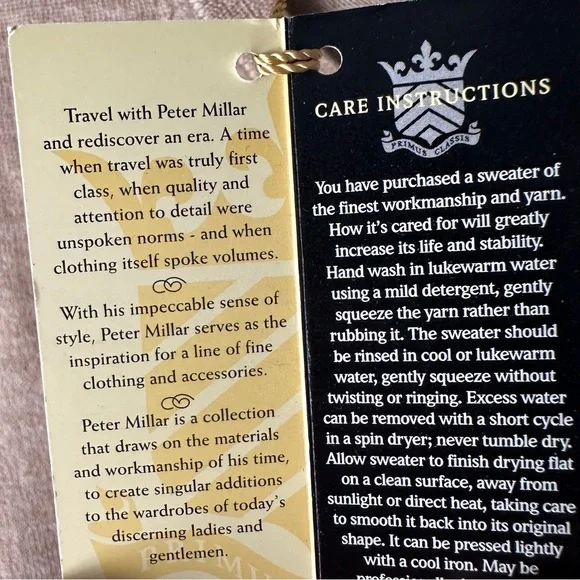 Travel with Peter Millar
and rediscover an era. A time
when travel was truly first
class, when quality and
attention to detail were
unspoken norms - and when
clothing itself spoke volumes.
With his impeccable sense of
style, Peter Millar serves as the
inspiration for a line of fine
clothing and accessories.
Peter Millar is a collection
that draws on the materials
and workmanship of his time,
to create singular additions
to the wardrobes of today's
discerning ladies and
gentlemen.
PRIMU
CARE INSTRUCTIONS
PRIMUS CLASSIS
You have purchased a sweater of
the finest workmanship and yarn.
How it's cared for will greatly
increase its life and stability.
Hand wash in lukewarm water
using a mild detergent, gently
squeeze the yarn rather than
rubbing it. The sweater should
be rinsed in cool or lukewarm
water, gently squeeze without
twisting or ringing. Excess water
can be removed with a short cycle
in a spin dryer; never tumble dry.
Allow sweater to finish drying flat
on a clean surface, away from
sunlight or direct heat, taking care
to smooth it back into its original
shape. It can be pressed lightly
with a cool iron. May be